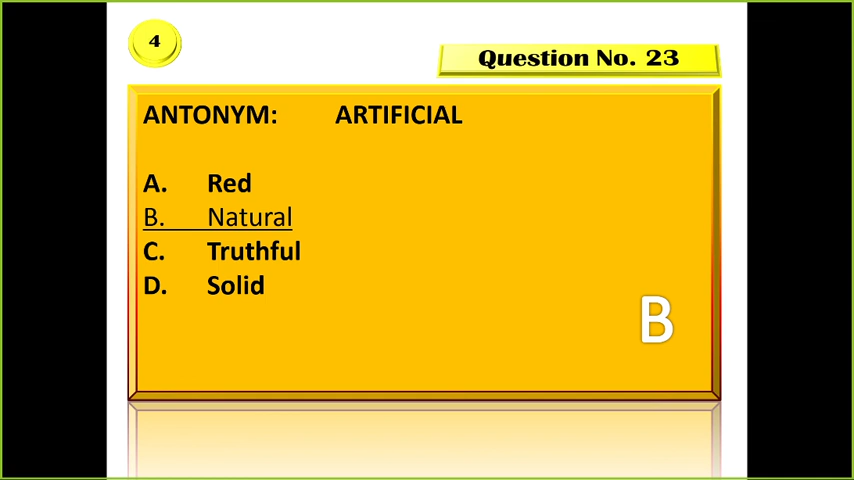 4
Question No. 23
ANTONYM: ARTIFICIAL
A. Red
B. Natural
C. Truthful
D. Solid
B